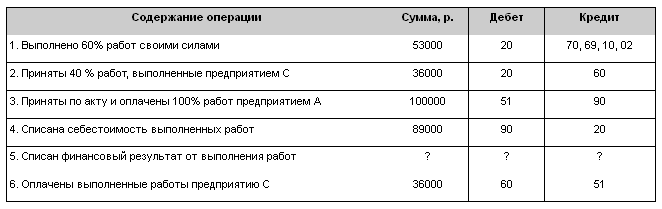 Содержание операции Сумма, р. Дебет Кредит
1. Выполнено 60% работ своими силами 53000 20 70, 69, 10, 02
2. Приняты 40 % работ, выполненные предприятием С 36000 20 60
3. Приняты по акту и оплачены 100% работ предприятием А 100000 51 90
4. Списана себестоимость выполненных работ 89000 90 20
5. Списан финансовый результат от выполнения работ ? ? ?
6. Оплачены выполненные работы предприятию С 36000 60 51